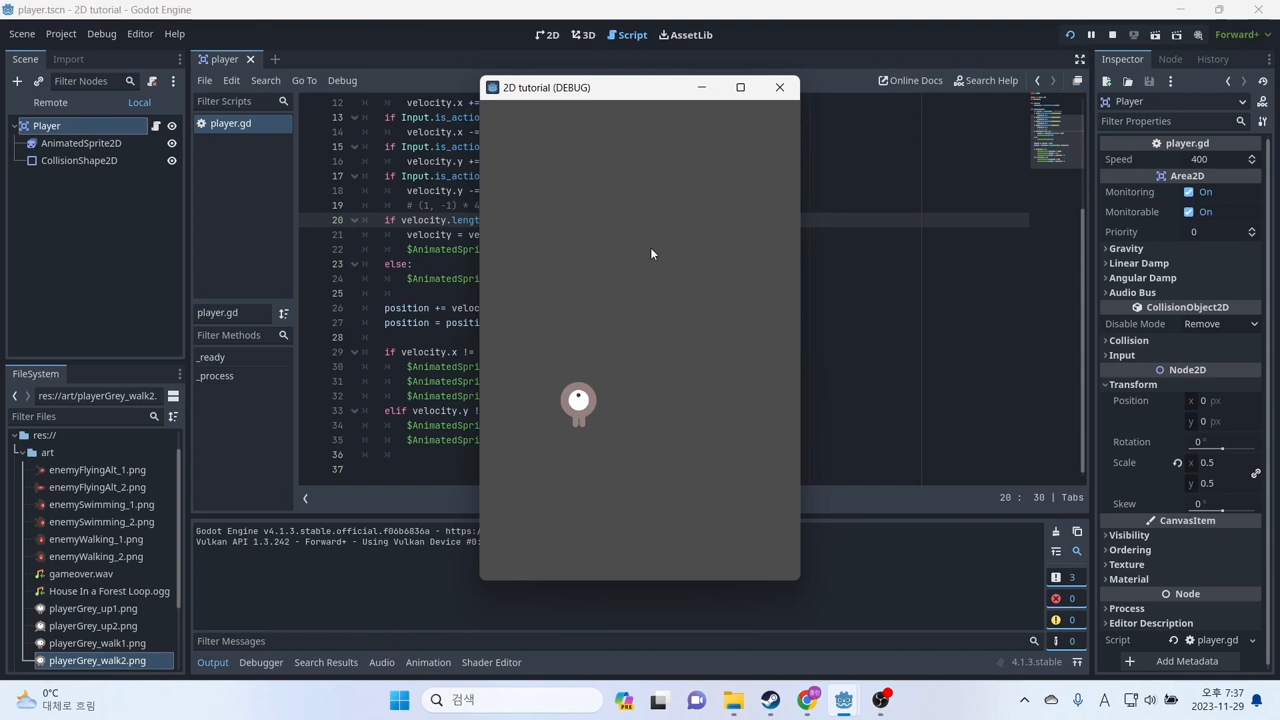 player.tscn - 2D tutorial - Godot Engine
Scene Project Debug Editor Help
2D 3D Script AssetLib
Forward+
Scene Import
Filter Nodes
Remote Local
Player
AnimatedSprite2D
CollisionShape2D
FileSystem
res://art/playerGrey_walk2.
Filter Files
res://
art
enemyFlyingAlt_1.png
enemyFlyingAlt_2.png
enemySwimming_1.png
enemySwimming_2.png
enemyWalking_1.png
enemyWalking_2.png
gameover.wav
House In a Forest Loop.ogg
playerGrey_up1.png
playerGrey_up2.png
playerGrey_walk1.png
playerGrey_walk2.png
player
File Edit Search Go To Debug
Online Docs Search Help
Filter Scripts
player.gd
player.gd
Filter Methods
_ready
_process
2D tutorial (DEBUG)
12 velocity.x +=
13 if Input.is_actio
14 velocity.x -=
15 if Input.is_actio
16 velocity.y +=
17 if Input.is_actio
18 velocity.y -=
19 # (1, -1) * 4
20 if velocity.lengt
21 velocity = ve
22 $AnimatedSpri
23 else:
24 $AnimatedSpri
25
26 position += veloc
27 position = positi
28
29 if velocity.x !=
30 $AnimatedSpri
31 $AnimatedSpri
32 $AnimatedSpri
33 elif velocity.y !
34 $AnimatedSpri
35 $AnimatedSpri
36
37
20 : 30 | Tabs
Godot Engine v4.1.3.stable.official.f06b6836a - https:/
Vulkan API 1.3.242 - Forward+ - Using Vulkan Device #0:
3
0
0
0
Filter Messages
Output Debugger Search Results Audio Animation Shader Editor
4.1.3.stable
Inspector Node History
Player
Filter Properties
player.gd
Speed 400
Area2D
Monitoring On
Monitorable On
Priority 0
Gravity
Linear Damp
Angular Damp
Audio Bus
CollisionObject2D
Disable Mode Remove
Collision
Input
Node2D
Transform
Position x 0 px
y 0 px
Rotation 0 °
Scale x 0.5
y 0.5
Skew 0 °
CanvasItem
Visibility
Ordering
Texture
Material
Node
Process
Editor Description
Script player.gd
Add Metadata
0°C
대체로 흐림
검색
A
오후 7:37
2023-11-29